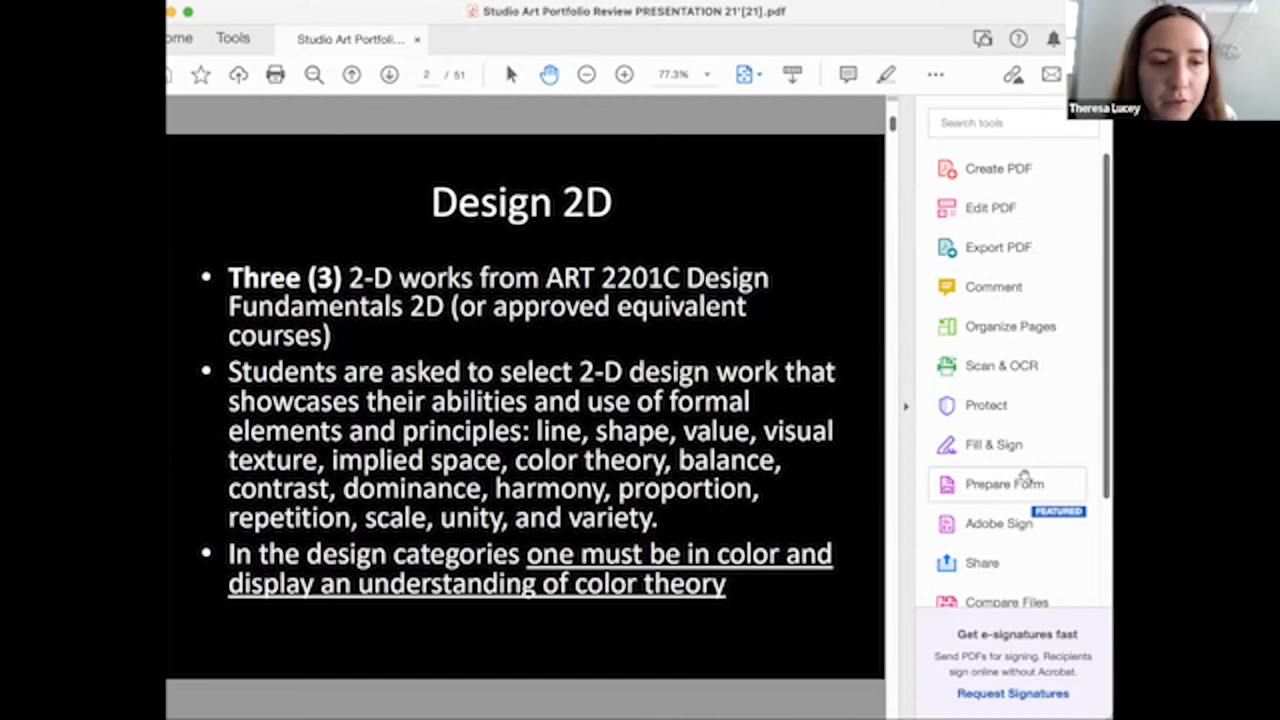 Studio Art Portfolio Review PRESENTATION 21'[21].pdf
ome Tools Studio Art Portfoli... ×
2 / 51 77.3%
Theresa Lucey
Search tools
Design 2D
• Three (3) 2-D works from ART 2201C Design
Fundamentals 2D (or approved equivalent
courses)
• Students are asked to select 2-D design work that
showcases their abilities and use of formal
elements and principles: line, shape, value, visual
texture, implied space, color theory, balance,
contrast, dominance, harmony, proportion,
repetition, scale, unity, and variety.
• In the design categories one must be in color and
display an understanding of color theory
Create PDF
Edit PDF
Export PDF
Comment
Organize Pages
Scan & OCR
Protect
Fill & Sign
Prepare Form
FEATURED
Adobe Sign
Share
Compare Files
Get e-signatures fast
Send PDFs for signing. Recipients
sign online without Acrobat.
Request Signatures